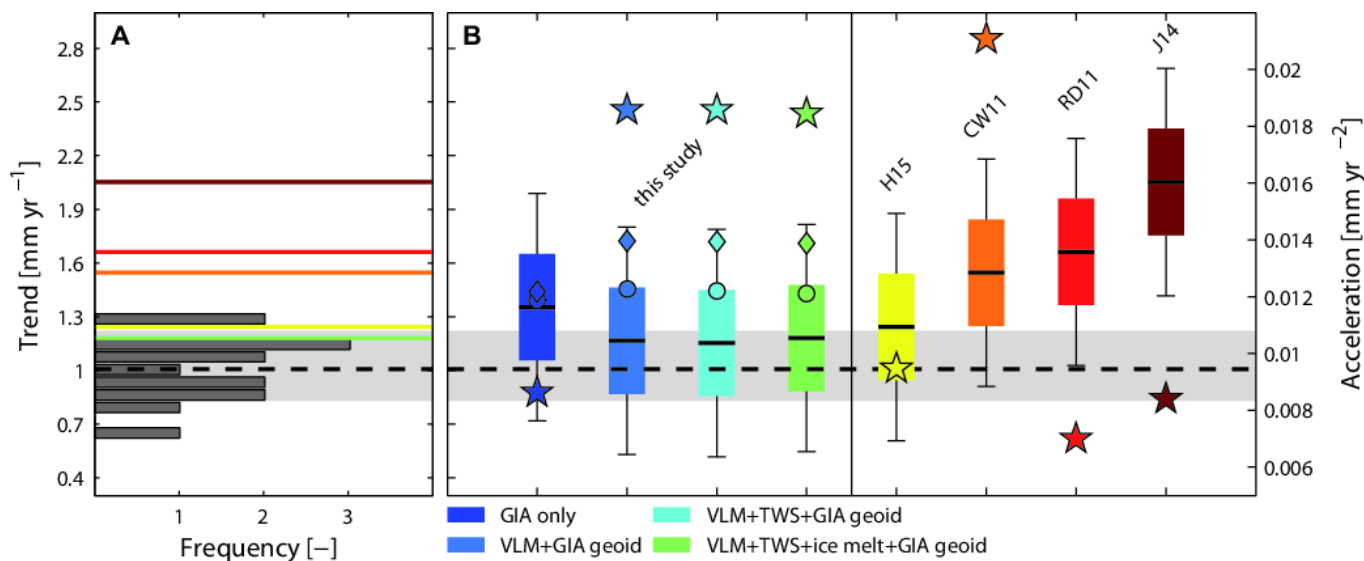 A
B
Trend [mm yr −1]
2.8
2.5
2.2
1.9
1.6
1.3
1
0.7
0.4
1 2 3
Frequency [−]
this study
H15
CW11
RD11
J14
0.02
0.018
0.016
0.014
0.012
0.01
0.008
0.006
Acceleration [mm yr −2]
GIA only
VLM+GIA geoid
VLM+TWS+GIA geoid
VLM+TWS+ice melt+GIA geoid